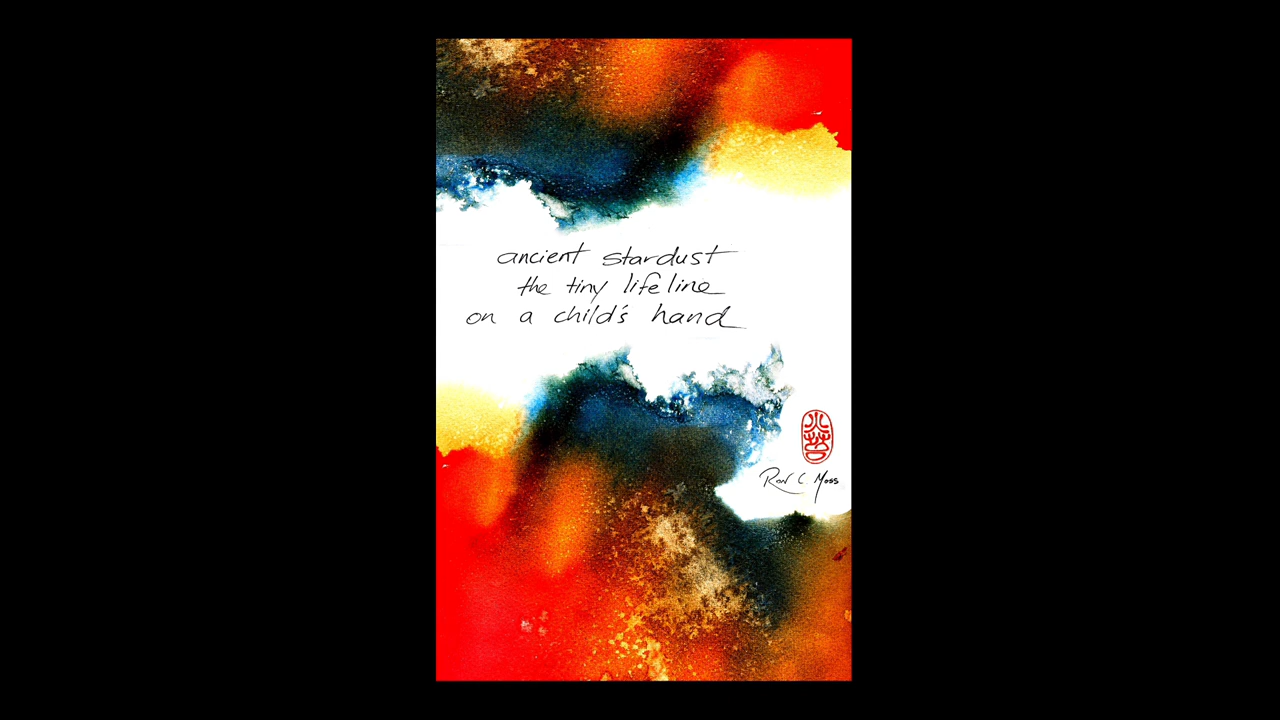 ancient stardust
the tiny lifeline
on a child's hand
Ron C. Moss